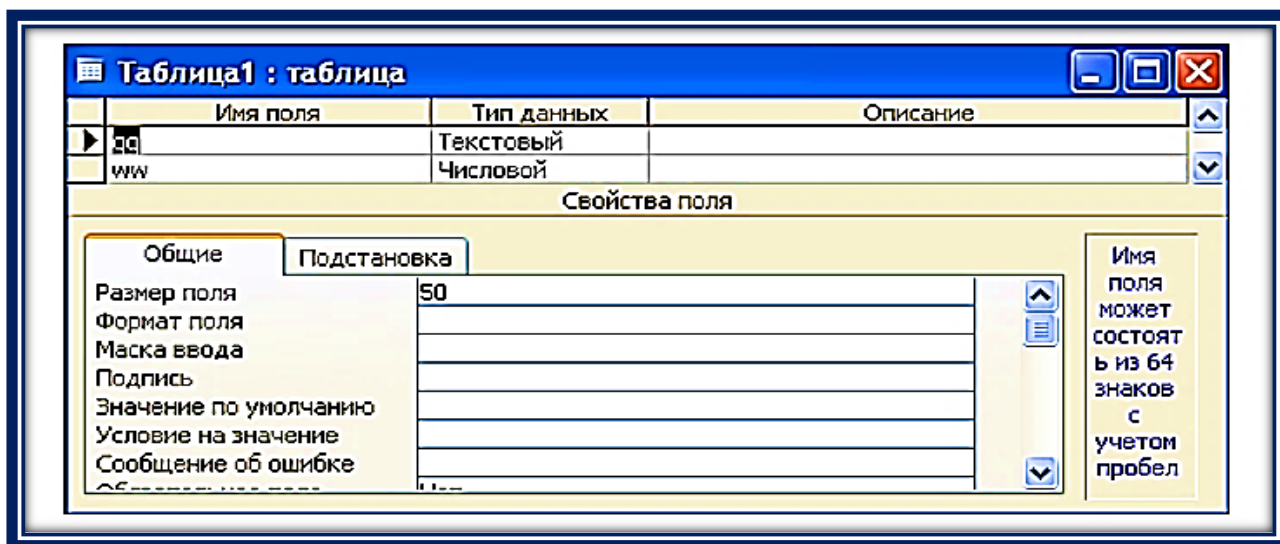 Таблица1 : таблица
Имя поля Тип данных Описание
qq Текстовый
ww Числовой
Свойства поля
Общие Подстановка
Размер поля 50
Формат поля
Маска ввода
Подпись
Значение по умолчанию
Условие на значение
Сообщение об ошибке
Имя
поля
может
состоят
ь из 64
знаков
с
учетом
пробел